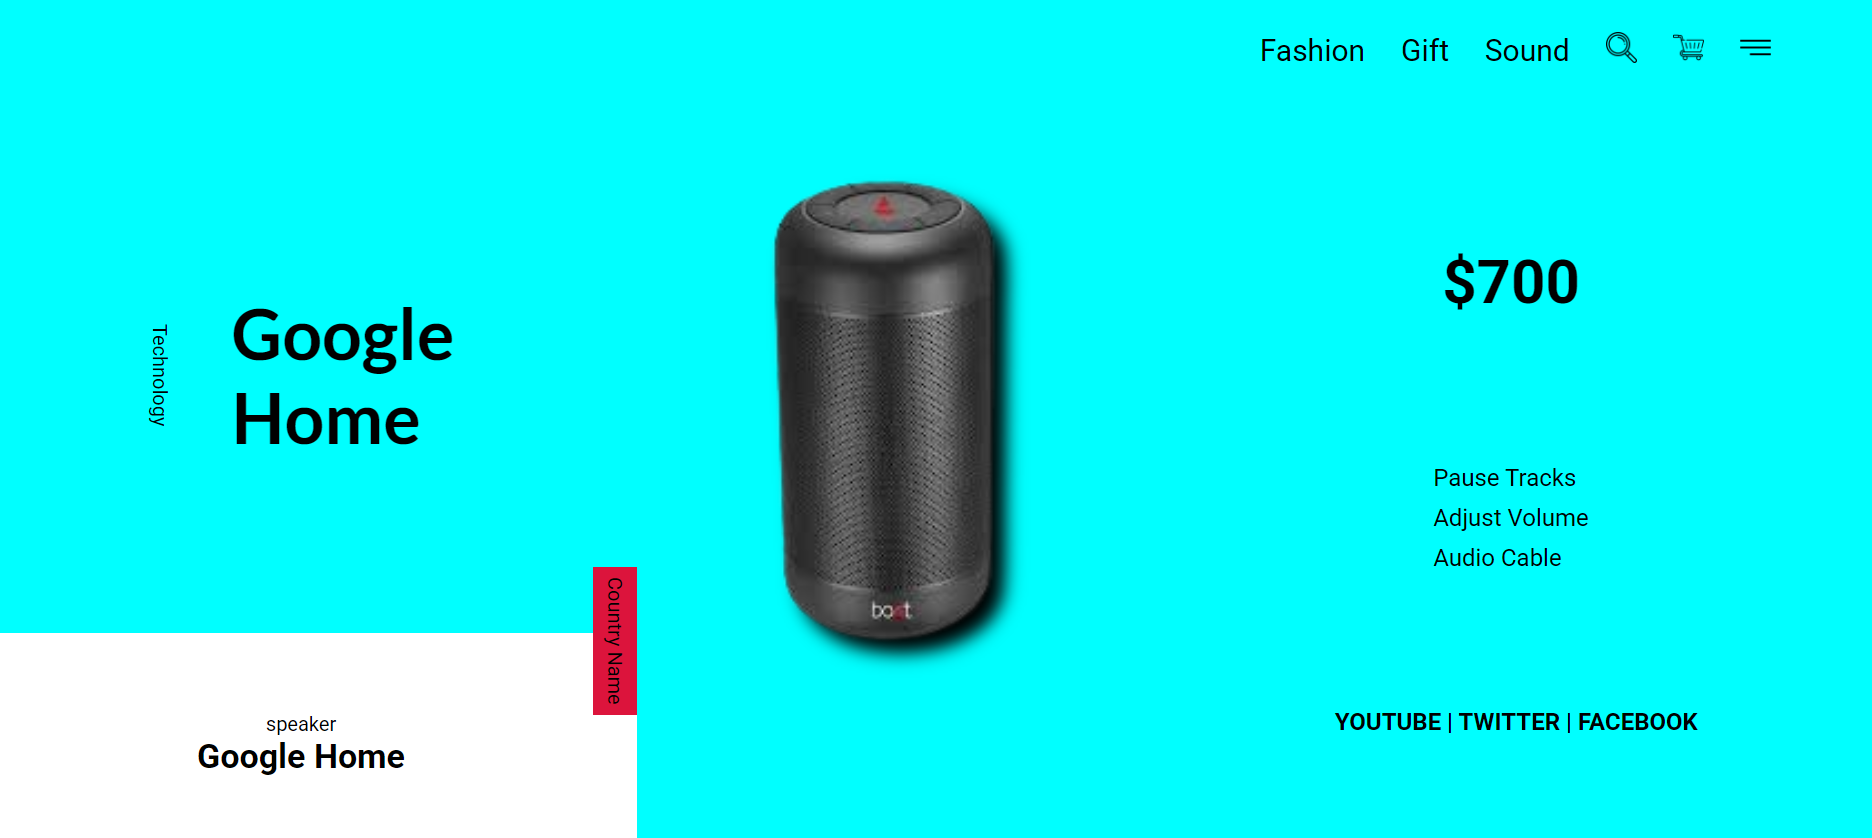 Fashion Gift Sound
$700
Technology
Google
Home
Pause Tracks
Adjust Volume
Audio Cable
boat
Country Name
speaker
Google Home
YOUTUBE | TWITTER | FACEBOOK